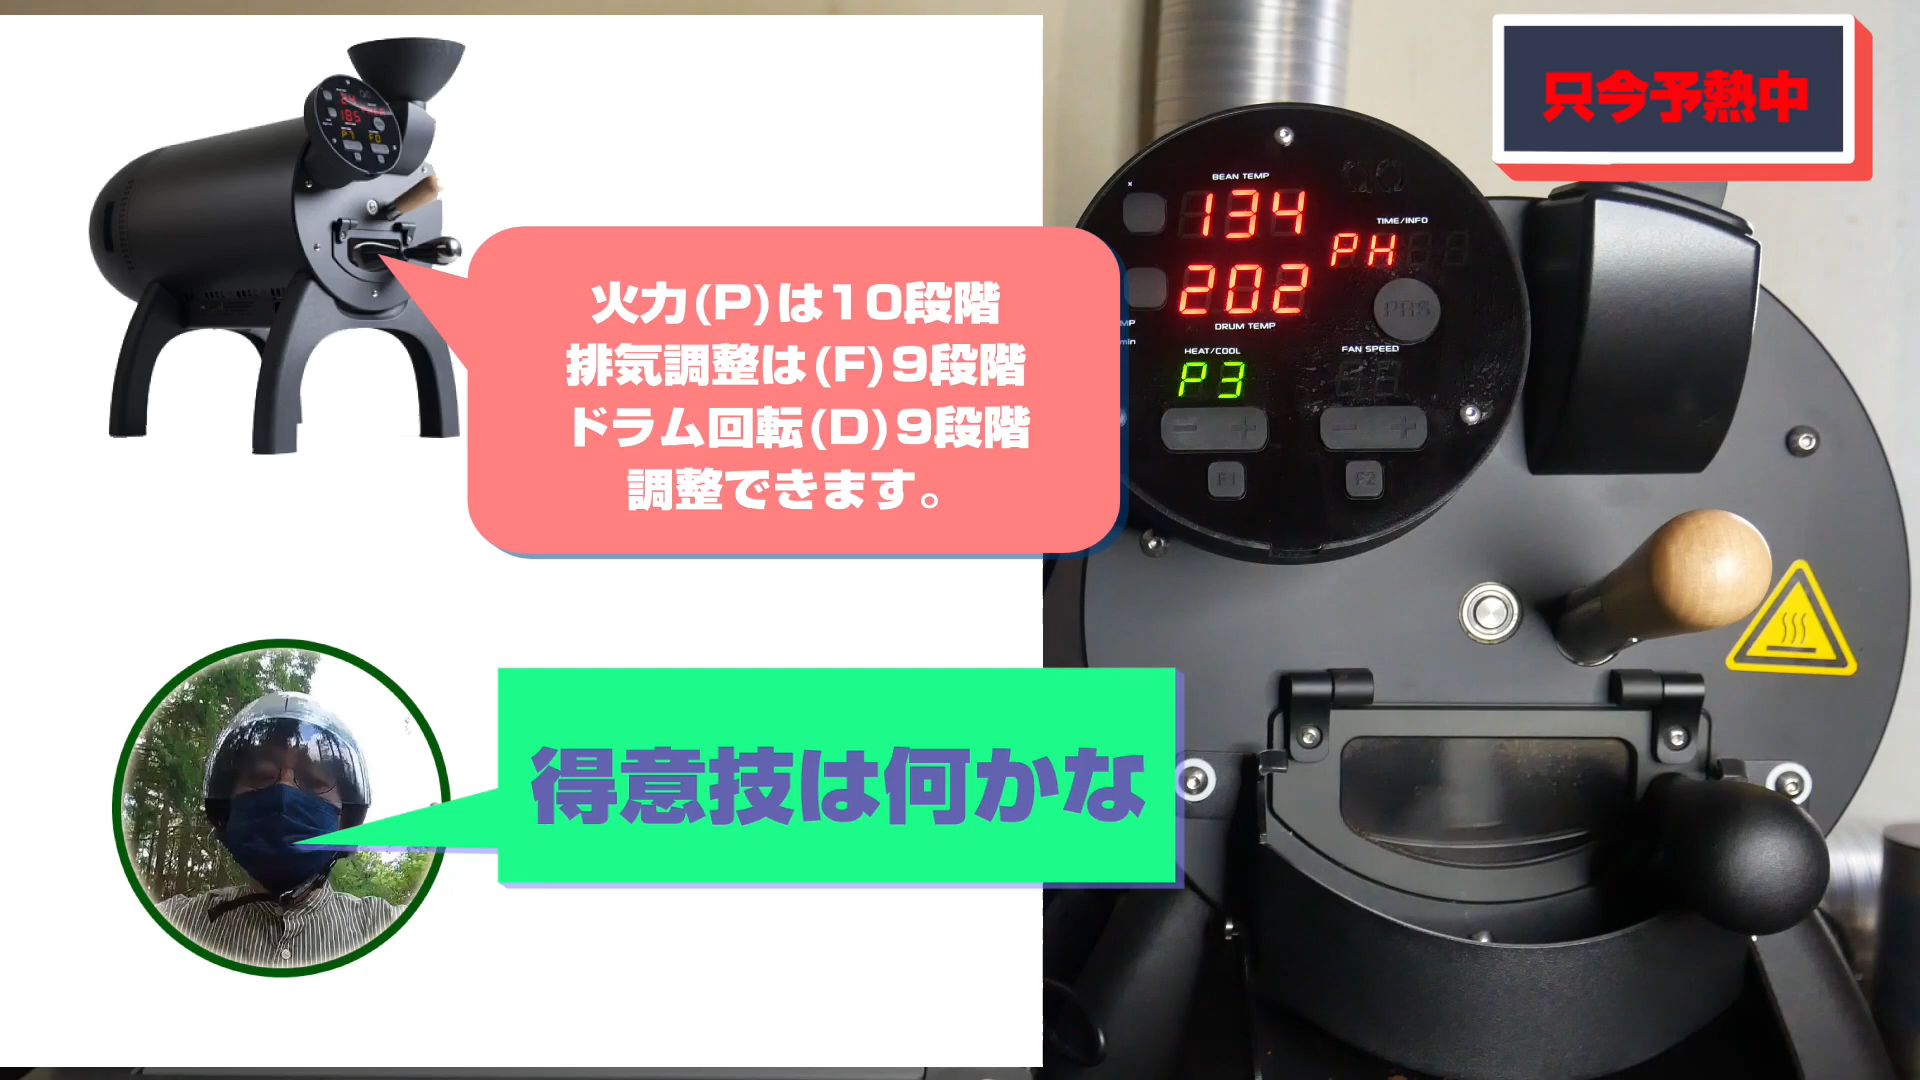 只今予熱中
火力(P)は10段階
排気調整は(F)9段階
ドラム回転(D)9段階
調整できます。
得意技は何かな
BEAN TEMP
134
TIME/INFO
PH
202
DRUM TEMP
PRS
HEAT/COOL
FAN SPEED
P3
- +
- +
F1
F2
185